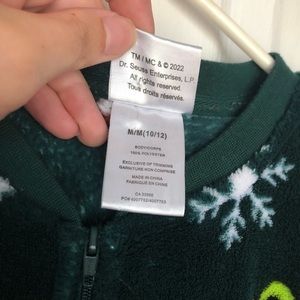 TM / MC & © 2022
Dr. Seuss Enterprises, L.P.
All rights reserved.
Tous droits réservés.
M/M(10/12)
BODY/CORPS
100% POLYESTER
EXCLUSIVE OF TRIMMING
GARNITURE NON COMPRISE
MADE IN CHINA
FABRIQUÉ EN CHINE